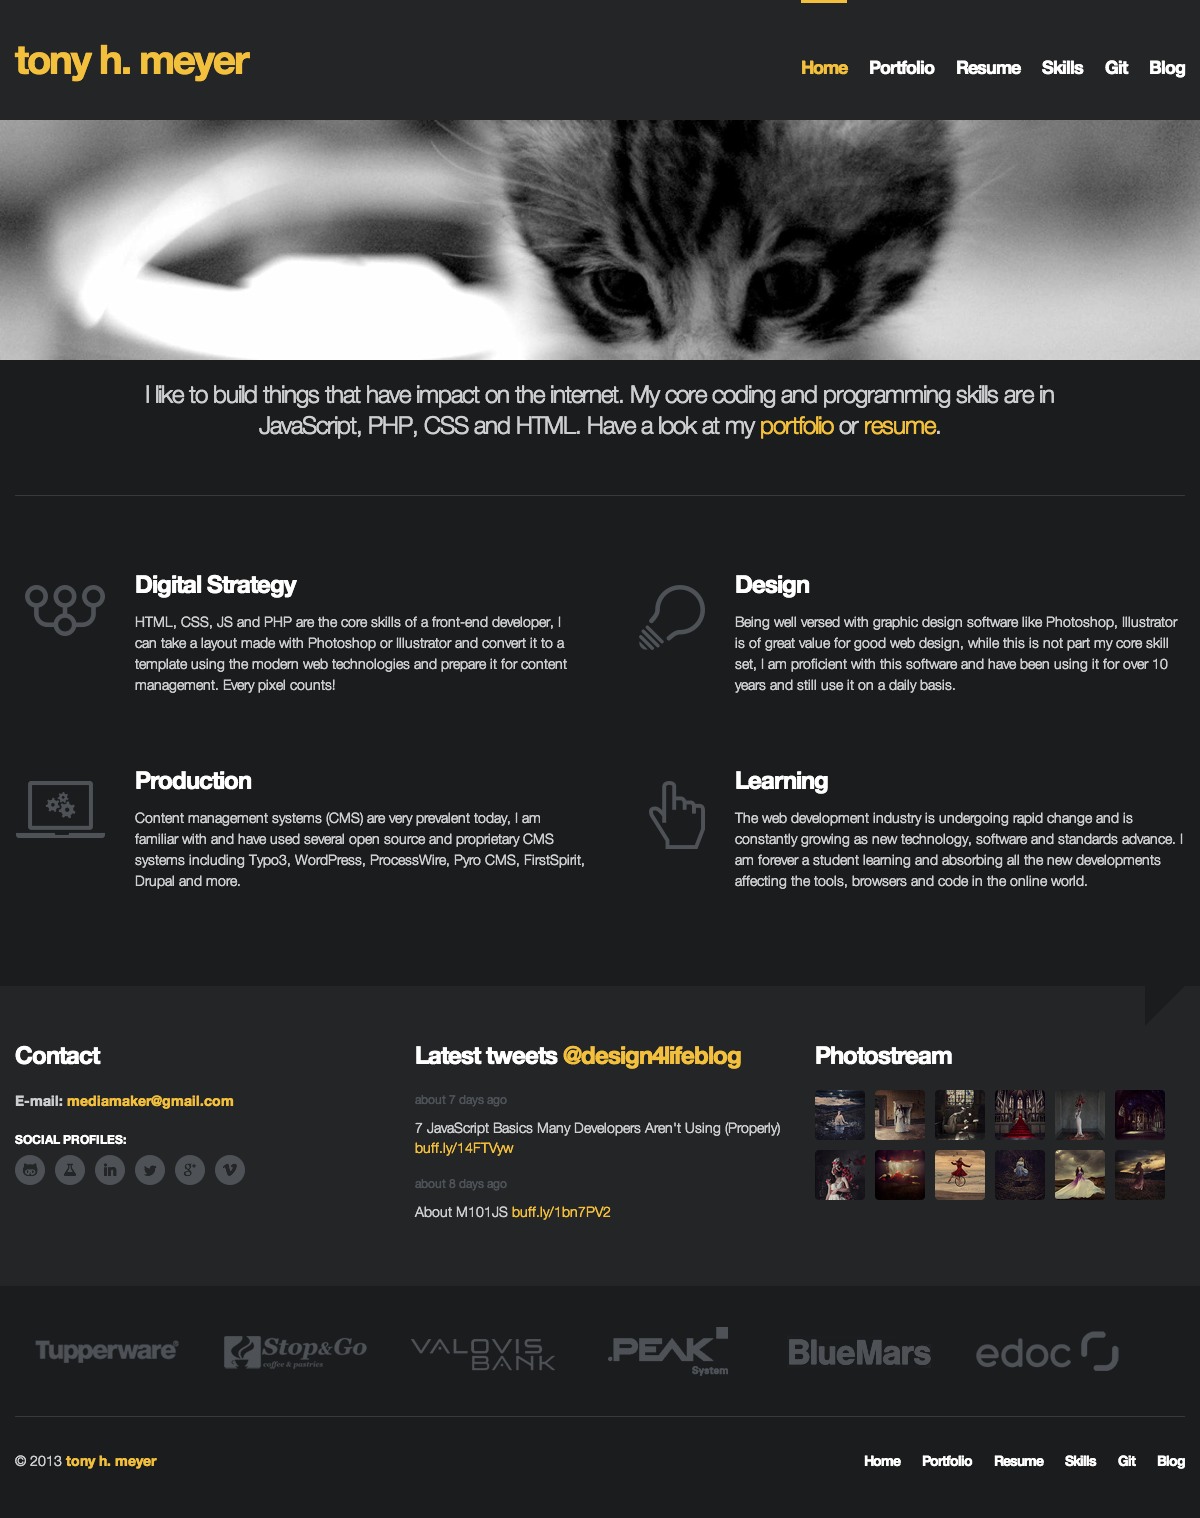 tony h. meyer
Home Portfolio Resume Skills Git Blog
I like to build things that have impact on the internet. My core coding and programming skills are in
JavaScript, PHP, CSS and HTML. Have a look at my portfolio or resume.
Digital Strategy
HTML, CSS, JS and PHP are the core skills of a front-end developer, I
can take a layout made with Photoshop or Illustrator and convert it to a
template using the modern web technologies and prepare it for content
management. Every pixel counts!
Design
Being well versed with graphic design software like Photoshop, Illustrator
is of great value for good web design, while this is not part my core skill
set, I am proficient with this software and have been using it for over 10
years and still use it on a daily basis.
Production
Content management systems (CMS) are very prevalent today, I am
familiar with and have used several open source and proprietary CMS
systems including Typo3, WordPress, ProcessWire, Pyro CMS, FirstSpirit,
Drupal and more.
Learning
The web development industry is undergoing rapid change and is
constantly growing as new technology, software and standards advance. I
am forever a student learning and absorbing all the new developments
affecting the tools, browsers and code in the online world.
Contact
E-mail: mediamaker@gmail.com
SOCIAL PROFILES:
in g+
Latest tweets @design4lifeblog
about 7 days ago
7 JavaScript Basics Many Developers Aren't Using (Properly)
buff.ly/14FTVyw
about 8 days ago
About M101JS buff.ly/1bn7PV2
Photostream
Tupperware®
Stop&Go
coffee & pastries
VALOVIS
BANK
.PEAK
System
BlueMars
edoc
© 2013 tony h. meyer
Home Portfolio Resume Skills Git Blog